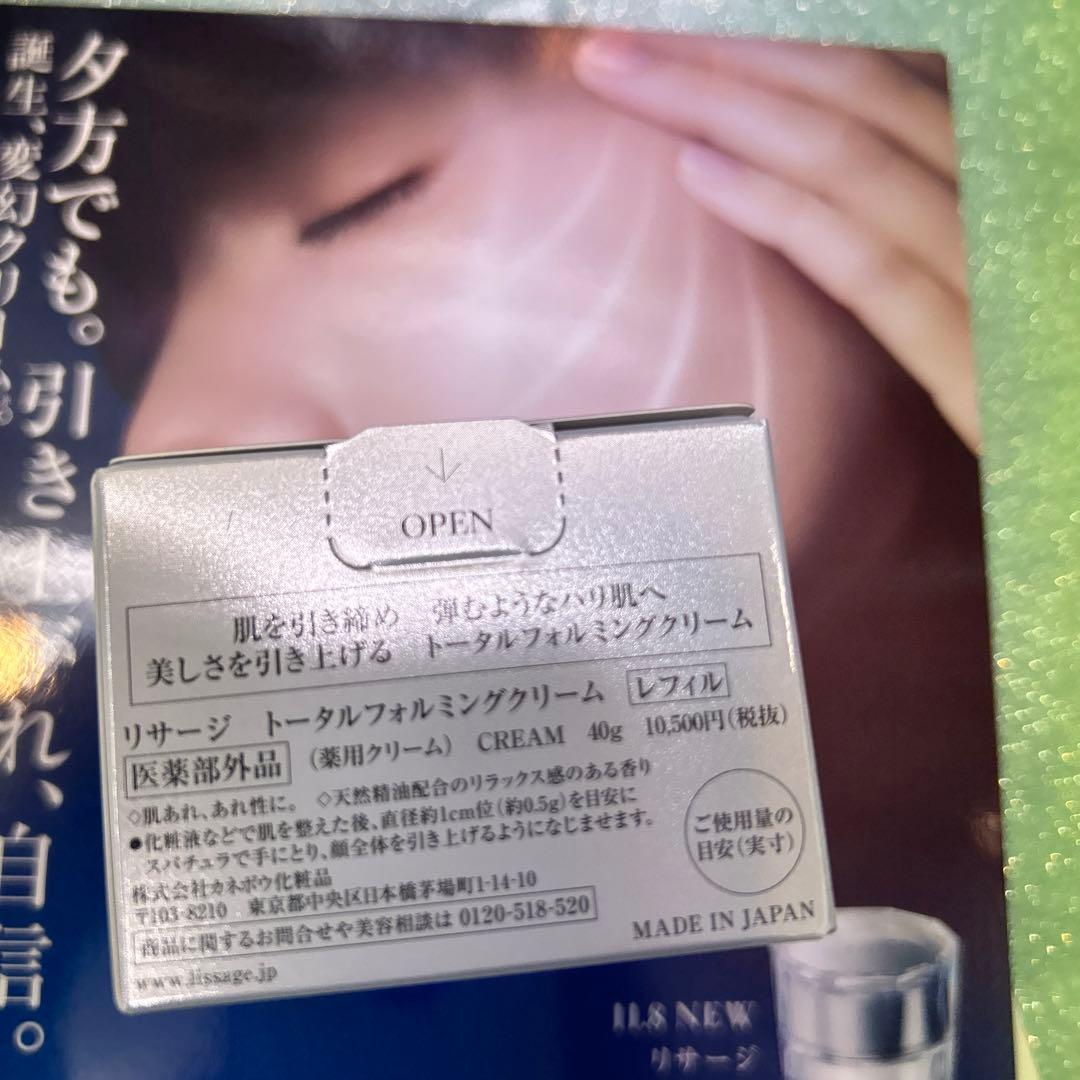 夕方でも。引き上
れ、自信。
誕生、変幻クリーム。
OPEN
肌を引き締め 弾むようなハリ肌へ
美しさを引き上げる トータルフォルミングクリーム
リサージ トータルフォルミングクリーム レフィル
医薬部外品 (薬用クリーム) CREAM 40g 10,500円(税抜)
◇肌あれ、あれ性に。 ◇天然精油配合のリラックス感のある香り
●化粧液などで肌を整えた後、直径約1cm位(約0.5g)を目安に
スパチュラで手にとり、顔全体を引き上げるようになじませます。
ご使用量の
目安(実寸)
株式会社カネボウ化粧品
〒103-8210 東京都中央区日本橋茅場町1-14-10
商品に関するお問合せや美容相談は 0120-518-520
www.lissage.jp
MADE IN JAPAN
11.8 NEW
リサージ